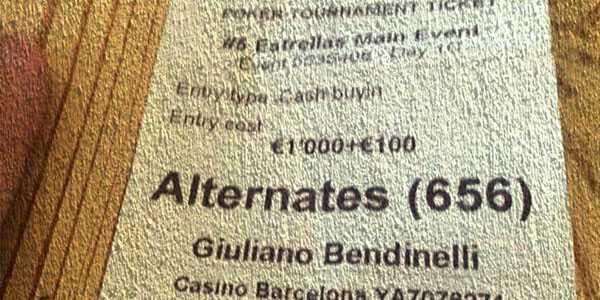 POKER TOURNAMENT TICKET
#6 Estrellas Main Event
Entry type Cash buyin
Entry cost
€1'000+€100
Alternates (656)
Giuliano Bendinelli
Casino Barcelona